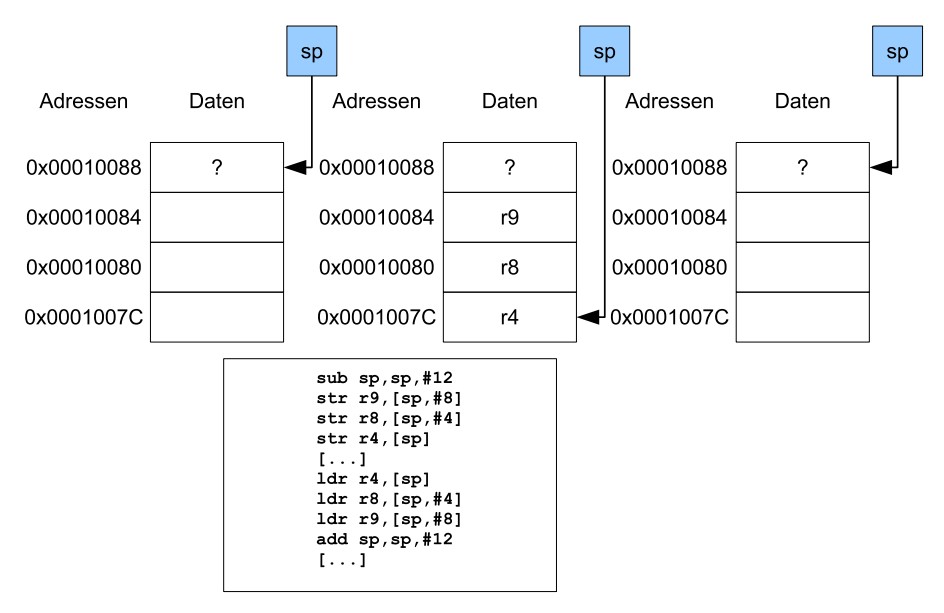 sp sp sp
Adressen Daten Adressen Daten Adressen Daten
0x00010088 ? 0x00010088 ? 0x00010088 ?
0x00010084 0x00010084 r9 0x00010084
0x00010080 0x00010080 r8 0x00010080
0x0001007C 0x0001007C r4 0x0001007C
sub sp,sp,#12
str r9,[sp,#8]
str r8,[sp,#4]
str r4,[sp]
[...]
ldr r4,[sp]
ldr r8,[sp,#4]
ldr r9,[sp,#8]
add sp,sp,#12
[...]